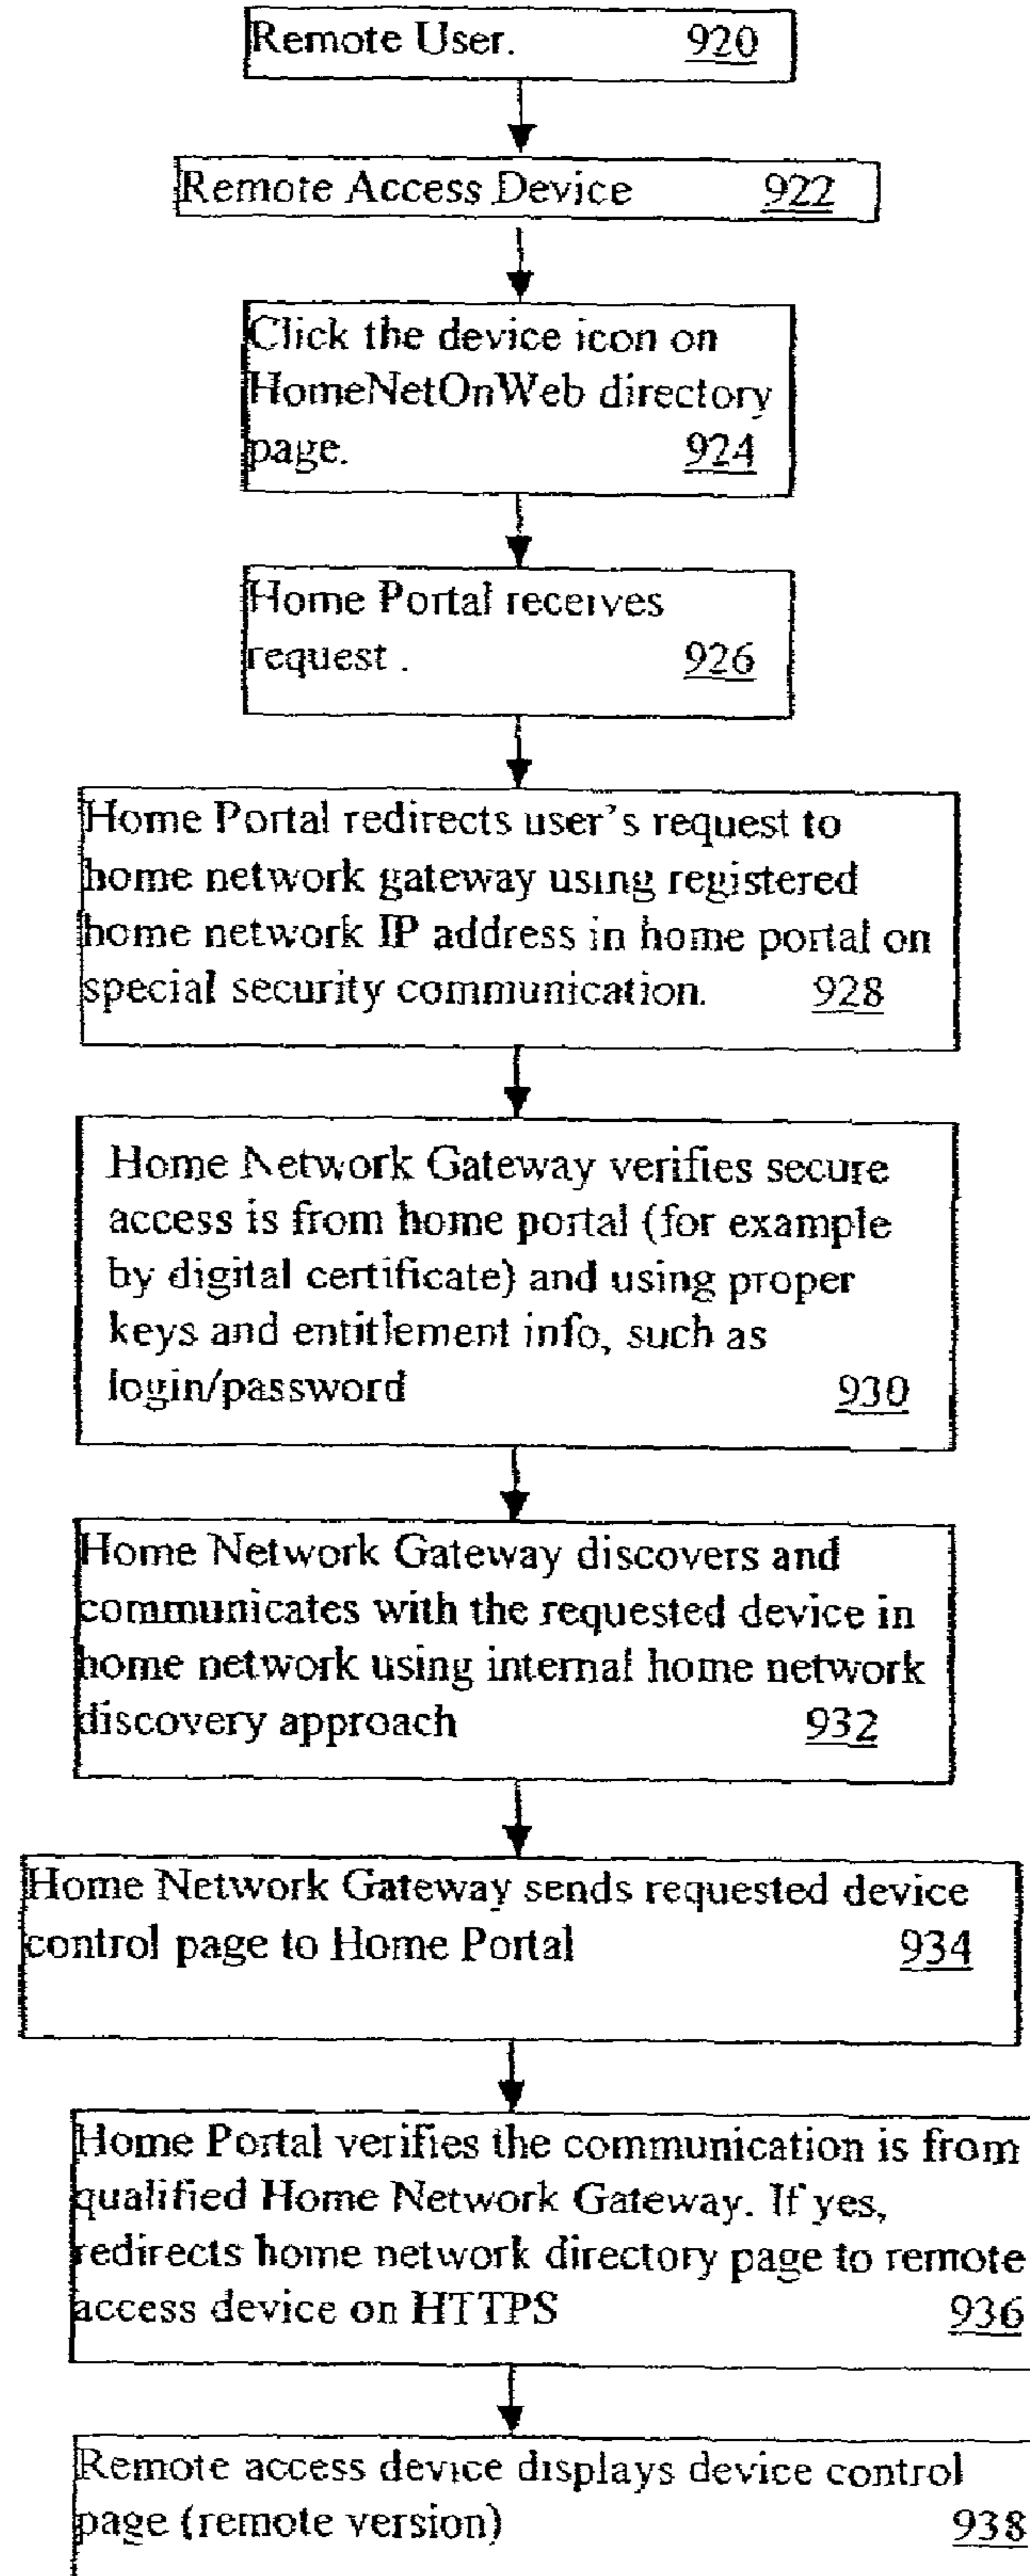 Remote User. 920
Remote Access Device 922
Click the device icon on
HomeNetOnWeb directory
page. 924
Home Portal receives
request . 926
Home Portal redirects user's request to
home network gateway using registered
home network IP address in home portal on
special security communication. 928
Home Network Gateway verifies secure
access is from home portal (for example
by digital certificate) and using proper
keys and entitlement info, such as
login/password 930
Home Network Gateway discovers and
communicates with the requested device in
home network using internal home network
discovery approach 932
Home Network Gateway sends requested device
control page to Home Portal 934
Home Portal verifies the communication is from
qualified Home Network Gateway. If yes,
redirects home network directory page to remote
access device on HTTPS 936
Remote access device displays device control
page (remote version) 938